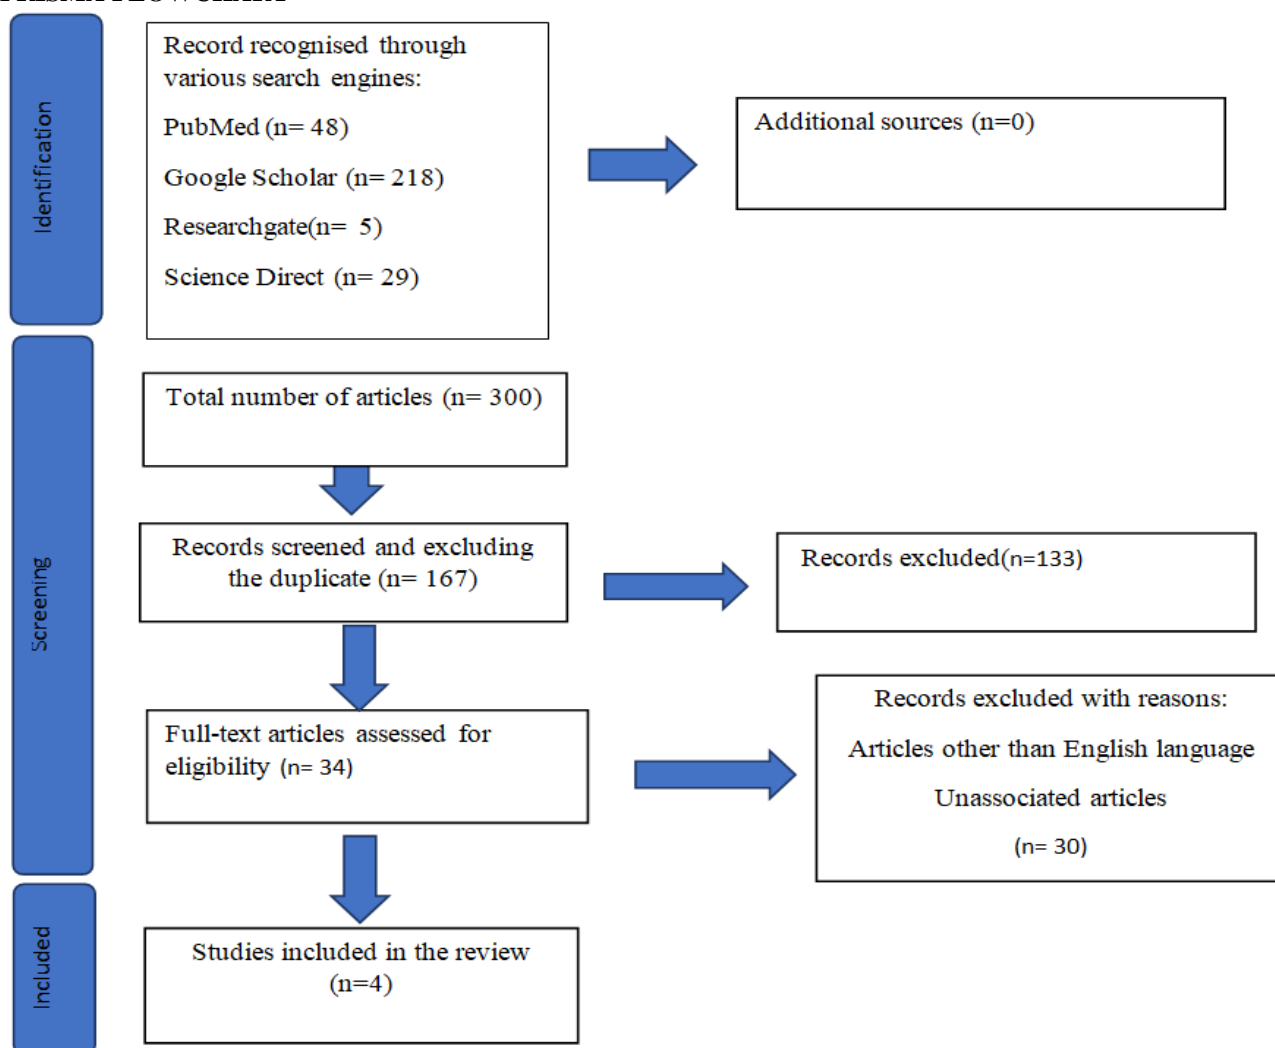 Identification
Record recognised through
various search engines:
PubMed (n= 48)
Google Scholar (n= 218)
Researchgate(n=  5)
Science Direct (n= 29)
Additional sources (n=0)
Screening
Total number of articles (n= 300)
Records screened and excluding
the duplicate (n= 167)
Records excluded(n=133)
Full-text articles assessed for
eligibility (n= 34)
Records excluded with reasons:
Articles other than English language
Unassociated articles
(n= 30)
Included
Studies included in the review
(n=4)